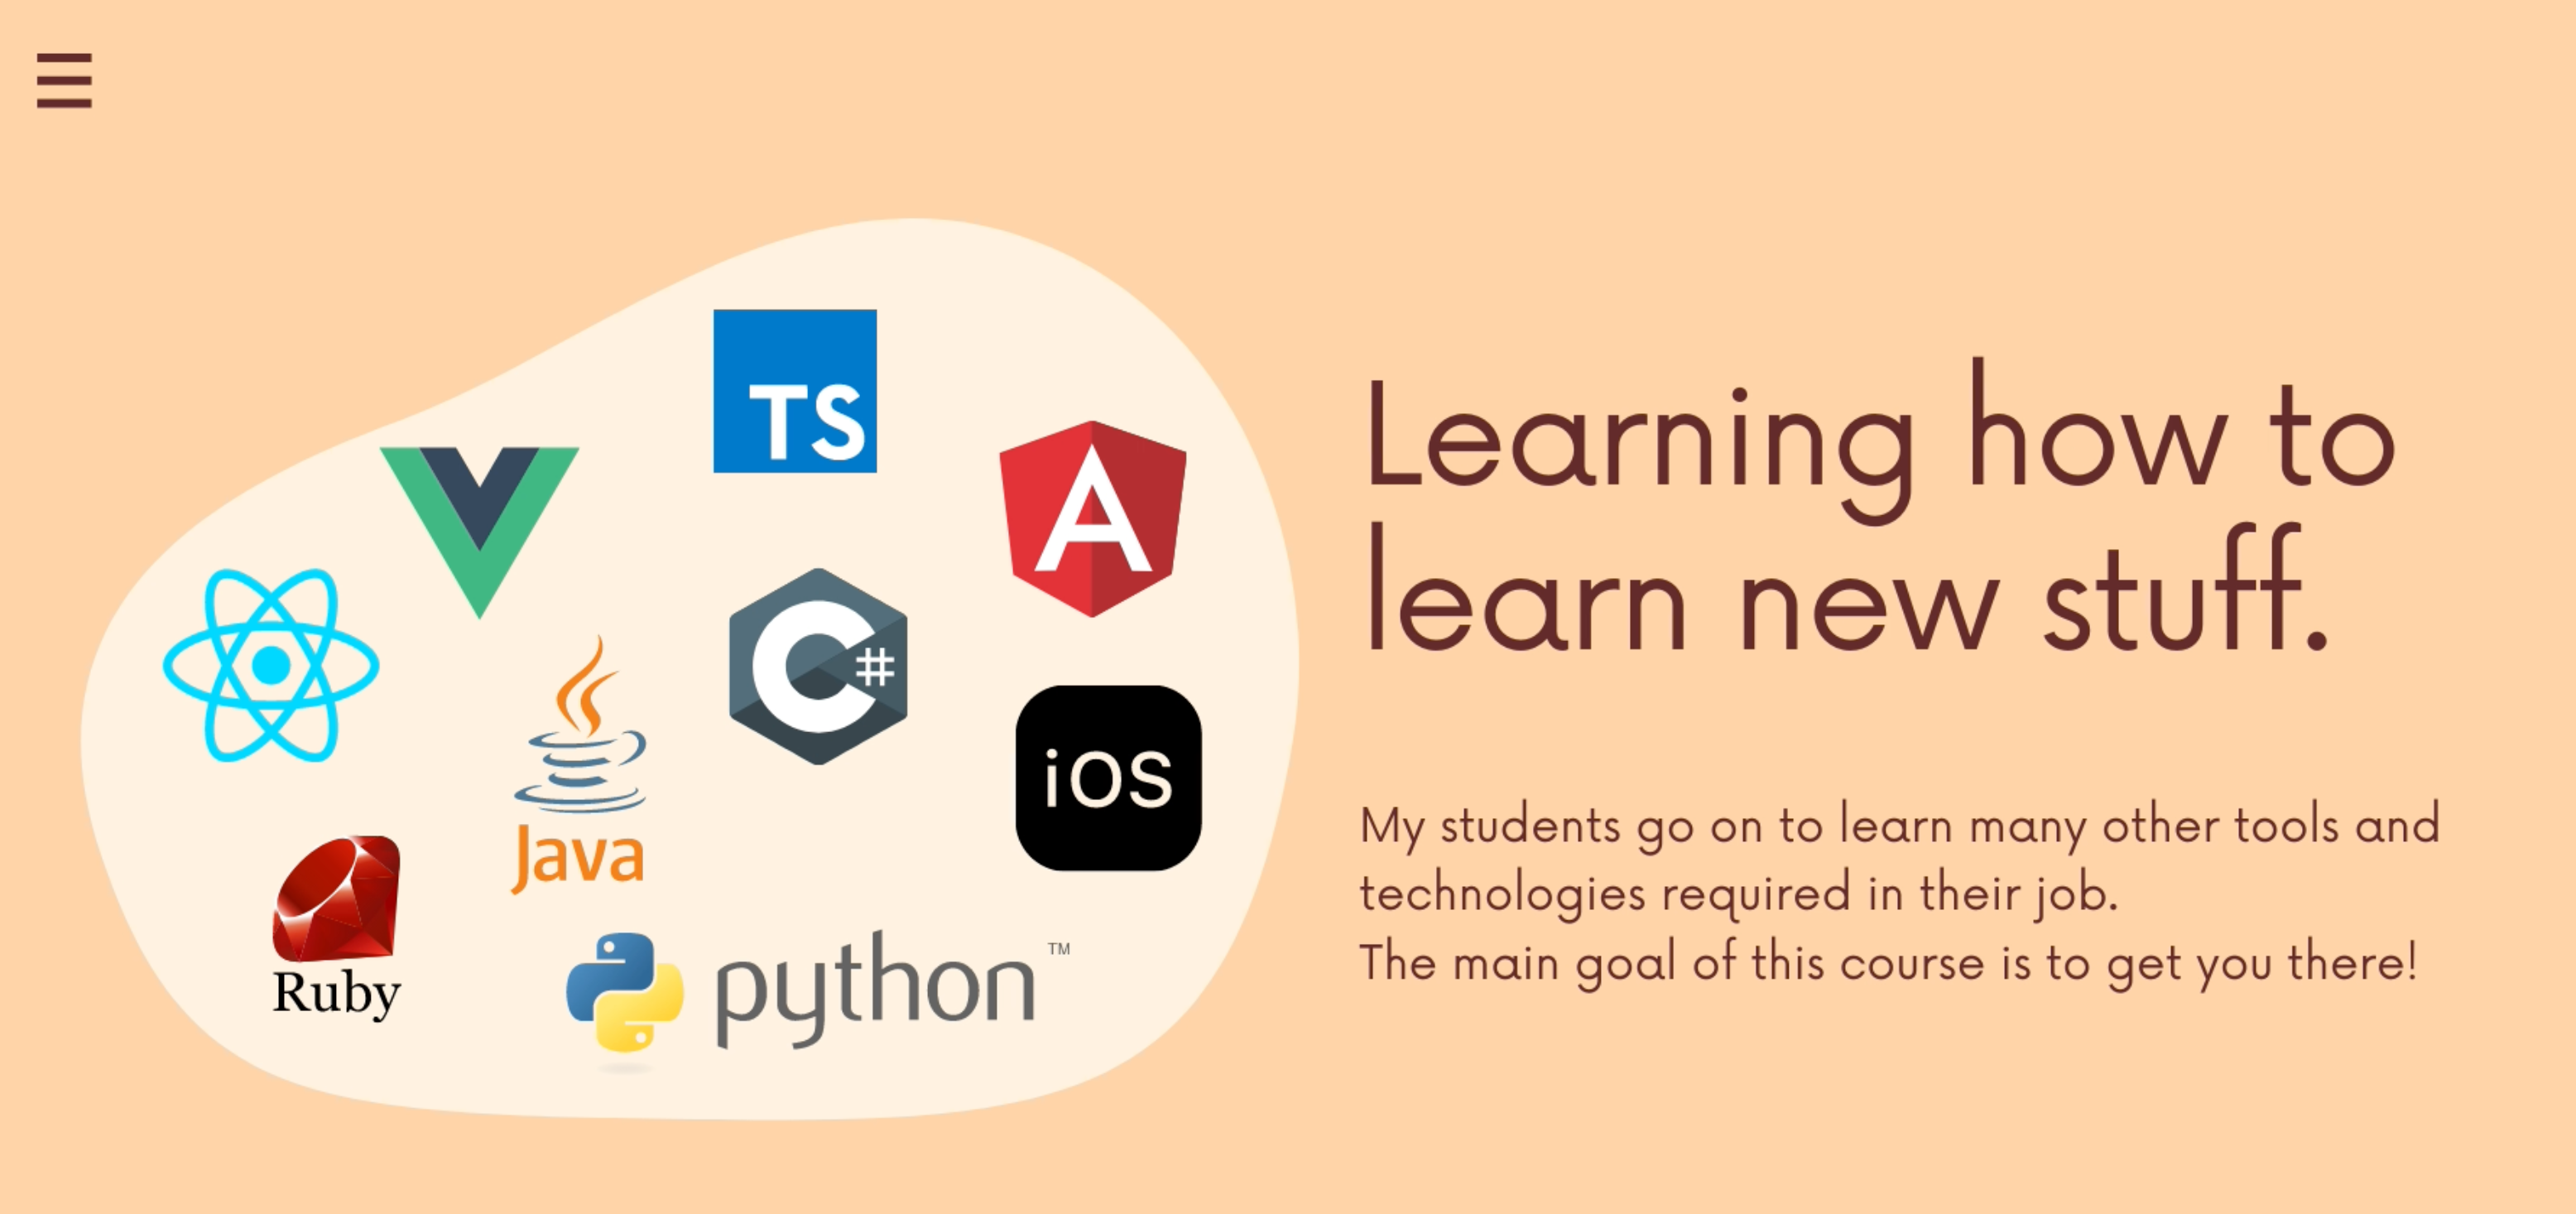 TS
A
C#
iOS
Java
Ruby
python™
Learning how to
learn new stuff.
My students go on to learn many other tools and
technologies required in their job.
The main goal of this course is to get you there!